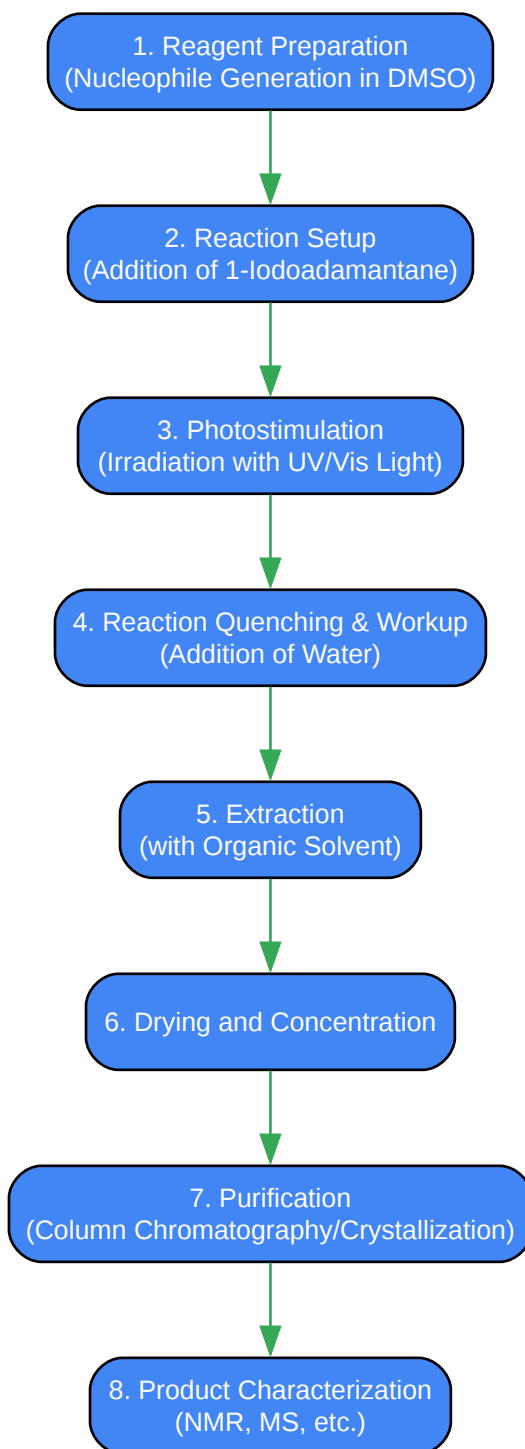 1. Reagent Preparation
(Nucleophile Generation in DMSO)
2. Reaction Setup
(Addition of 1-Iodoadamantane)
3. Photostimulation
(Irradiation with UV/Vis Light)
4. Reaction Quenching & Workup
(Addition of Water)
5. Extraction
(with Organic Solvent)
6. Drying and Concentration
7. Purification
(Column Chromatography/Crystallization)
8. Product Characterization
(NMR, MS, etc.)